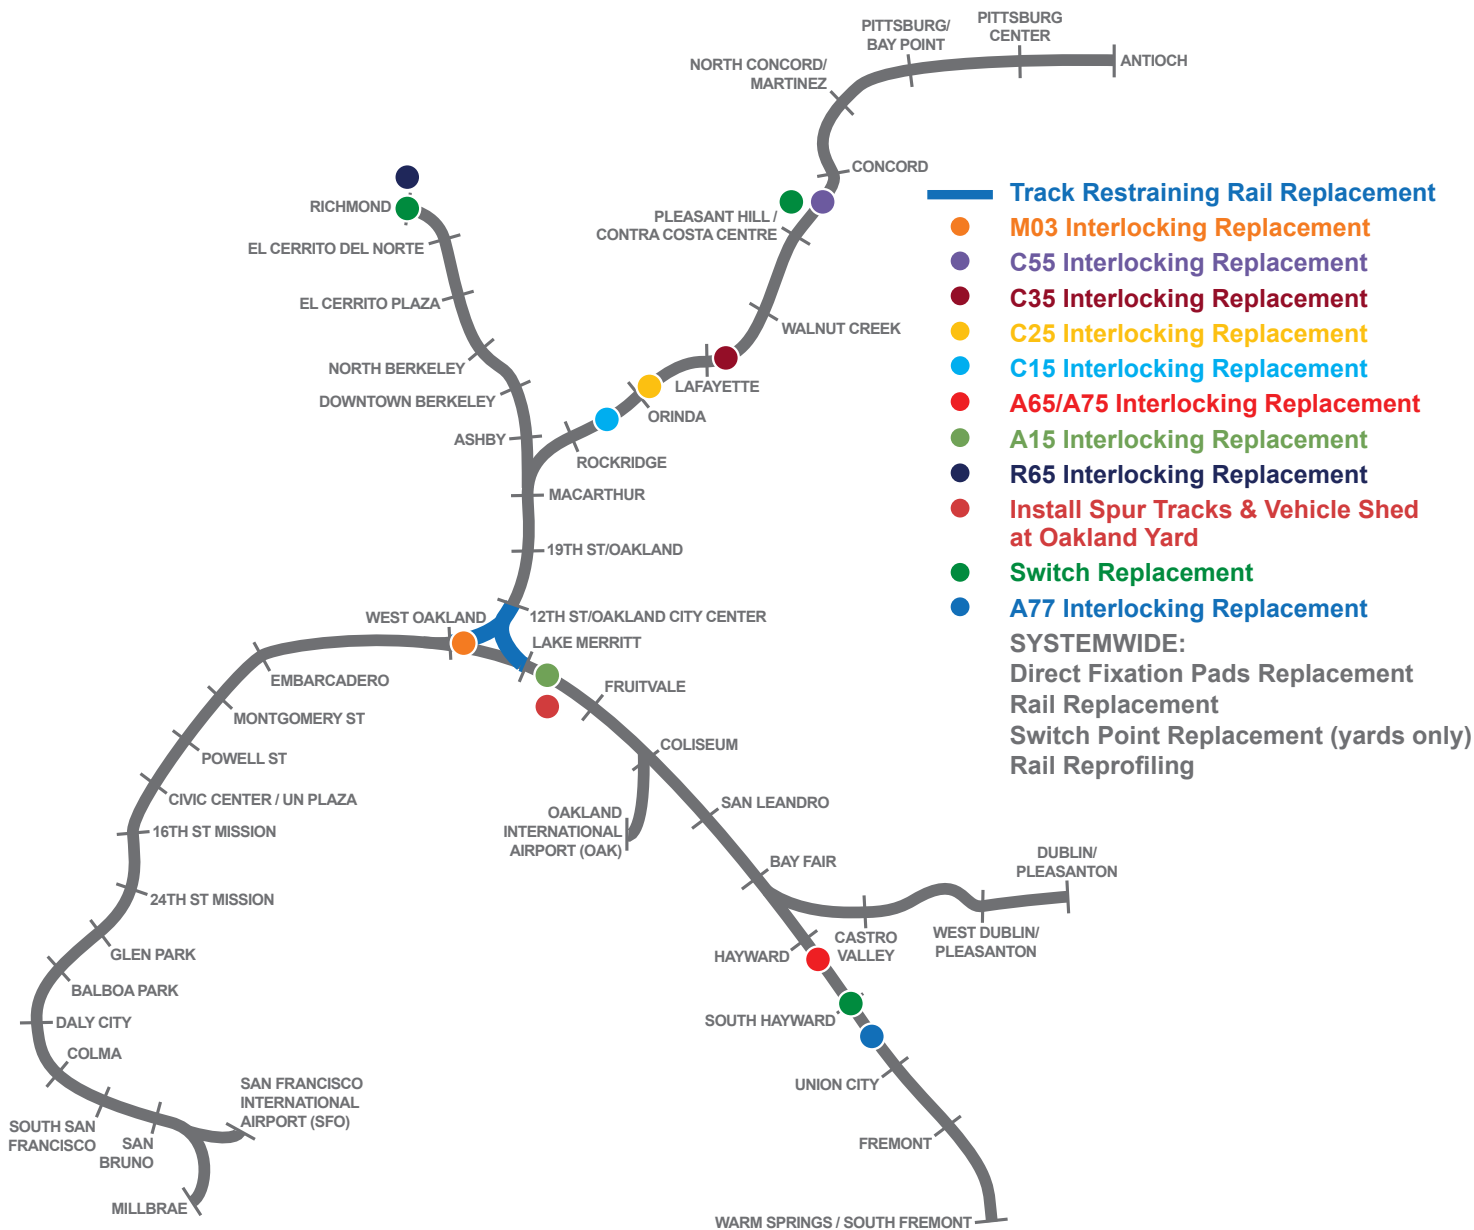 PITTSBURG/
BAY POINT
PITTSBURG
CENTER
ANTIOCH
NORTH CONCORD/
MARTINEZ
CONCORD
RICHMOND
PLEASANT HILL /
CONTRA COSTA CENTRE
EL CERRITO DEL NORTE
EL CERRITO PLAZA
WALNUT CREEK
NORTH BERKELEY
LAFAYETTE
DOWNTOWN BERKELEY
ORINDA
ASHBY
ROCKRIDGE
MACARTHUR
19TH ST/OAKLAND
WEST OAKLAND
12TH ST/OAKLAND CITY CENTER
LAKE MERRITT
EMBARCADERO
FRUITVALE
MONTGOMERY ST
COLISEUM
POWELL ST
CIVIC CENTER / UN PLAZA
SAN LEANDRO
OAKLAND
INTERNATIONAL
AIRPORT (OAK)
16TH ST MISSION
BAY FAIR
DUBLIN/
PLEASANTON
24TH ST MISSION
CASTRO
VALLEY
WEST DUBLIN/
PLEASANTON
GLEN PARK
HAYWARD
BALBOA PARK
DALY CITY
SOUTH HAYWARD
COLMA
UNION CITY
SAN FRANCISCO
INTERNATIONAL
AIRPORT (SFO)
SOUTH SAN
FRANCISCO
SAN
BRUNO
FREMONT
MILLBRAE
WARM SPRINGS / SOUTH FREMONT
Track Restraining Rail Replacement
M03 Interlocking Replacement
C55 Interlocking Replacement
C35 Interlocking Replacement
C25 Interlocking Replacement
C15 Interlocking Replacement
A65/A75 Interlocking Replacement
A15 Interlocking Replacement
R65 Interlocking Replacement
Install Spur Tracks & Vehicle Shed
at Oakland Yard
Switch Replacement
A77 Interlocking Replacement
SYSTEMWIDE:
Direct Fixation Pads Replacement
Rail Replacement
Switch Point Replacement (yards only)
Rail Reprofiling